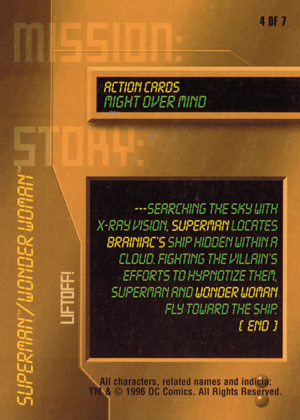 4 OF 7
MISSION:
ACTION CARDS
MIGHT OVER MIND
STORY:
---SEARCHING THE SKY WITH
X-RAY VISION, SUPERMAN LOCATES
BRAINIAC'S SHIP HIDDEN WITHIN A
CLOUD. FIGHTING THE VILLAIN'S
EFFORTS TO HYPNOTIZE THEM,
SUPERMAN AND WONDER WOMAN
FLY TOWARD THE SHIP.
[ END ]
SUPERMAN™/WONDER WOMAN™
LIFTOFF!
All characters, related names and indicia:
TM & © 1996 DC Comics. All Rights Reserved.